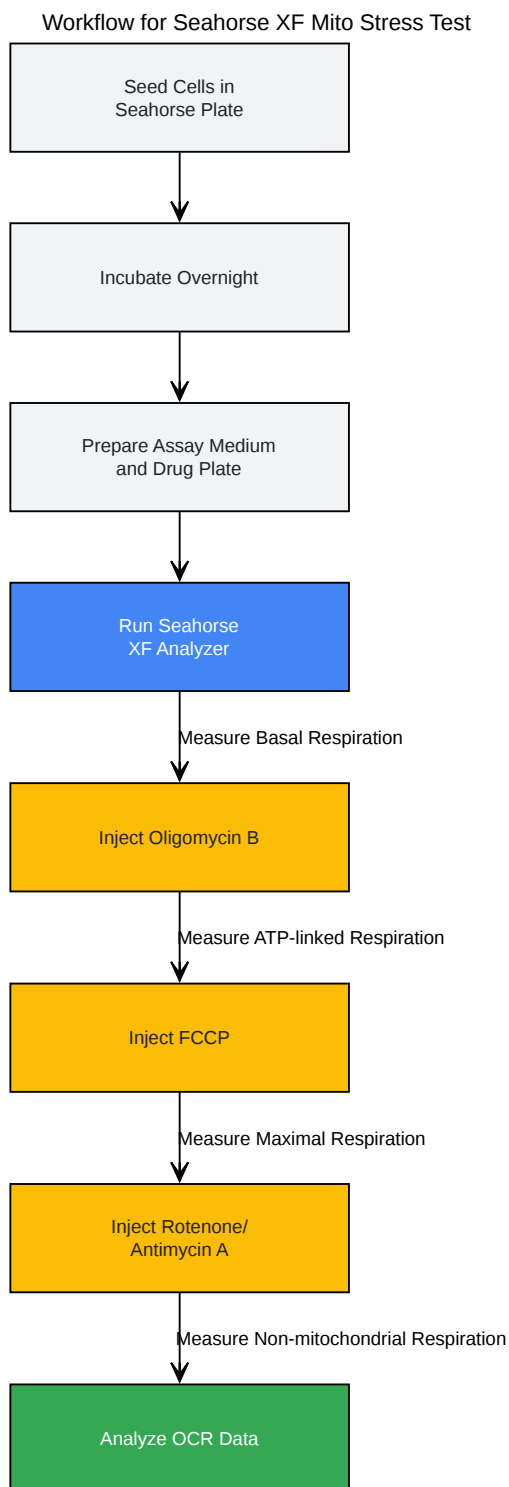 Workflow for Seahorse XF Mito Stress Test
Seed Cells in
Seahorse Plate
Incubate Overnight
Prepare Assay Medium
and Drug Plate
Run Seahorse
XF Analyzer
Measure Basal Respiration
Inject Oligomycin B
Measure ATP-linked Respiration
Inject FCCP
Measure Maximal Respiration
Inject Rotenone/
Antimycin A
Measure Non-mitochondrial Respiration
Analyze OCR Data